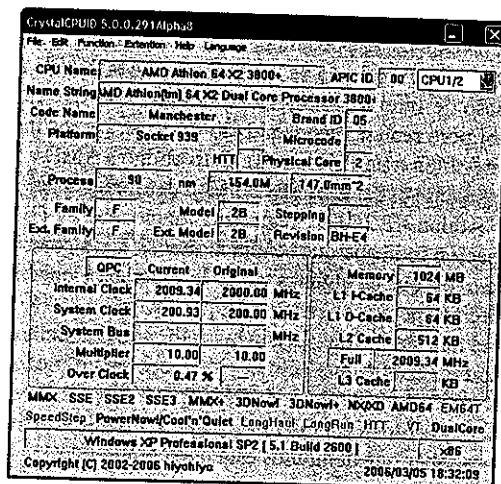 CrystalCPUID 5.0.0.291Alpha8
File Edit Function Extention Help Language
CPU Name AMD Athlon 64 X2 3800+ APIC ID 00 CPU1/2
Name String AMD Athlon(tm) 64 X2 Dual Core Processor 3800+
Code Name Manchester Brand ID 05
Platform Socket 939 Microcode
HTT Physical Core 2
Process 90 nm 154.0M 147.0mm^2
Family F Model 2B Stepping 1
Ext. Family F Ext. Model 2B Revision BH-E4
QPC Current Original
Internal Clock 2009.34 2000.00 MHz
System Clock 200.93 200.00 MHz
System Bus MHz
Multiplier 10.00 10.00
Over Clock 0.47 %
Memory 1024 MB
L1 I-Cache 64 KB
L1 D-Cache 64 KB
L2 Cache 512 KB
Full 2009.34 MHz
L3 Cache KB
MMX SSE SSE2 SSE3 MMX+ 3DNow! 3DNow!+ NX/XD AMD64 EM64T
SpeedStep PowerNow!/Cool'n'Quiet LongHaul LongRun HTT VT DualCore
Windows XP Professional SP2 [ 5.1 Build 2600 ] x86
Copyright (C) 2002-2006 hiyohiyo 2006/03/05 18:32:09